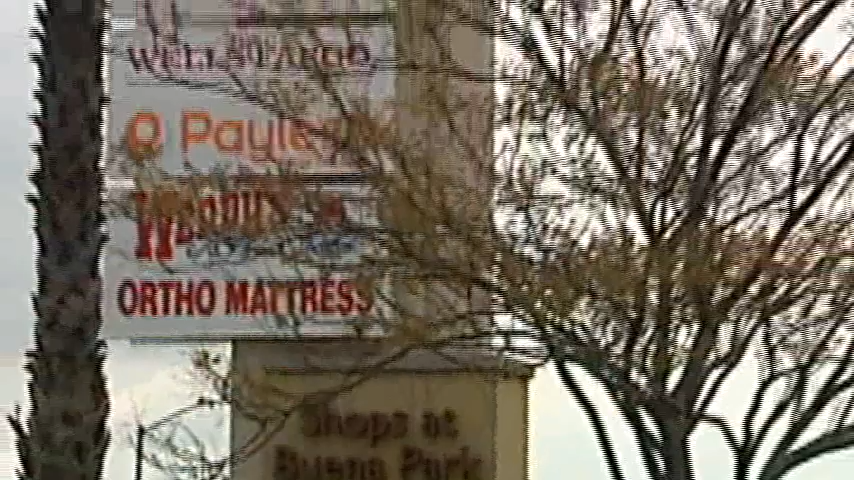 WELLS FARGO
Payless
ORTHO MATTRESS
Shops at
Buena Park